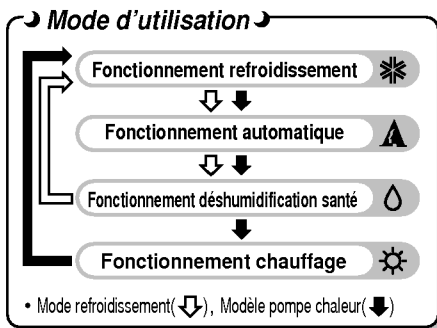 Mode d'utilisation
Fonctionnement refroidissement
Fonctionnement automatique
Fonctionnement déshumidification santé
Fonctionnement chauffage
• Mode refroidissement( ), Modèle pompe chaleur( )